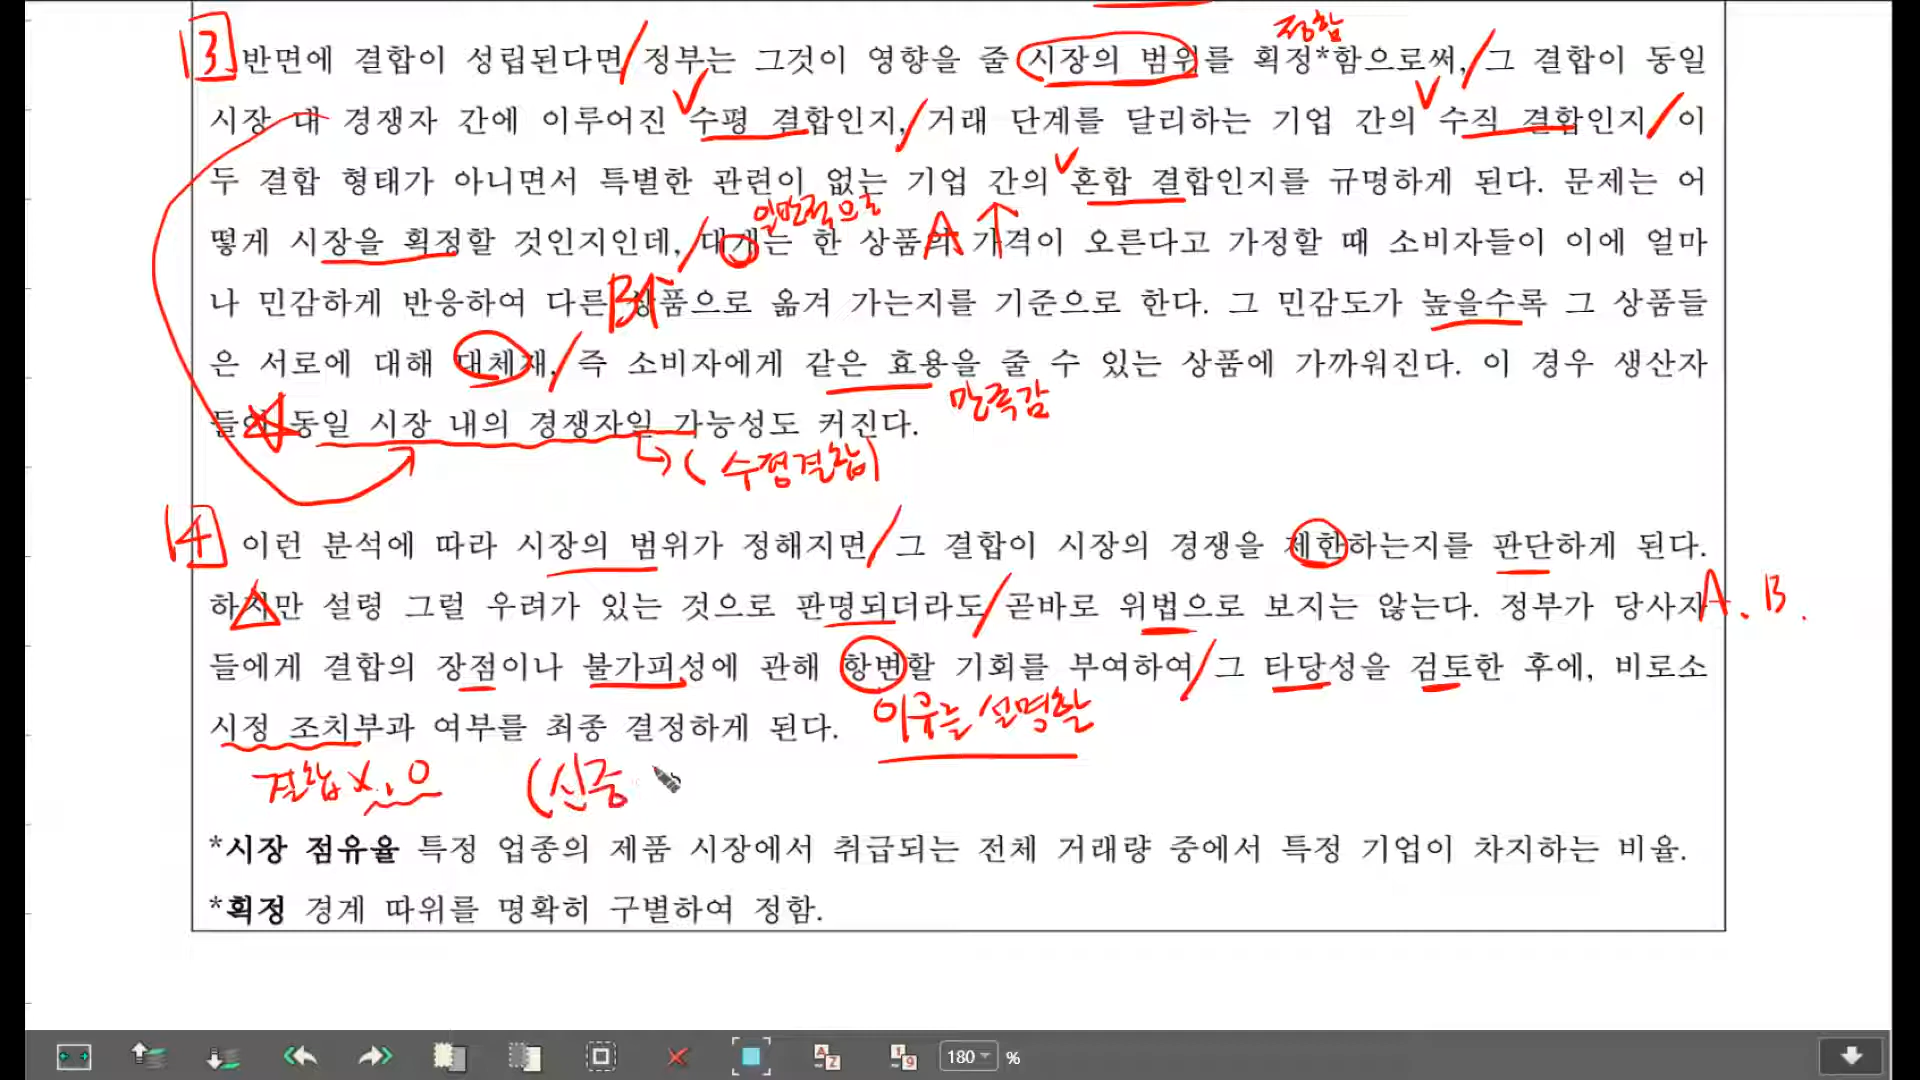 정함
3 반면에 결합이 성립된다면 정부는 그것이 영향을 줄 시장의 범위를 획정*함으로써, 그 결합이 동일
시장 내 경쟁자 간에 이루어진 수평 결합인지, 거래 단계를 달리하는 기업 간의 수직 결합인지, 이
두 결합 형태가 아니면서 특별한 관련이 없는 기업 간의 혼합 결합인지를 규명하게 된다. 문제는 어
일반적으로 A ↑
떻게 시장을 획정할 것인지인데, 대개는 한 상품의 가격이 오른다고 가정할 때 소비자들이 이에 얼마
B↑
나 민감하게 반응하여 다른 상품으로 옮겨 가는지를 기준으로 한다. 그 민감도가 높을수록 그 상품들
은 서로에 대해 대체재, 즉 소비자에게 같은 효용을 줄 수 있는 상품에 가까워진다. 이 경우 생산자
만족감
들이 동일 시장 내의 경쟁자일 가능성도 커진다.
→ (수평결합)
4 이런 분석에 따라 시장의 범위가 정해지면, 그 결합이 시장의 경쟁을 제한하는지를 판단하게 된다.
하지만 설령 그럴 우려가 있는 것으로 판명되더라도 곧바로 위법으로 보지는 않는다. 정부가 당사자 A. B.
들에게 결합의 장점이나 불가피성에 관해 항변할 기회를 부여하여 그 타당성을 검토한 후에, 비로소
이유를 설명할
시정 조치부과 여부를 최종 결정하게 된다.
결합 X, O (신중
*시장 점유율 특정 업종의 제품 시장에서 취급되는 전체 거래량 중에서 특정 기업이 차지하는 비율.
*획정 경계 따위를 명확히 구별하여 정함.
180 %